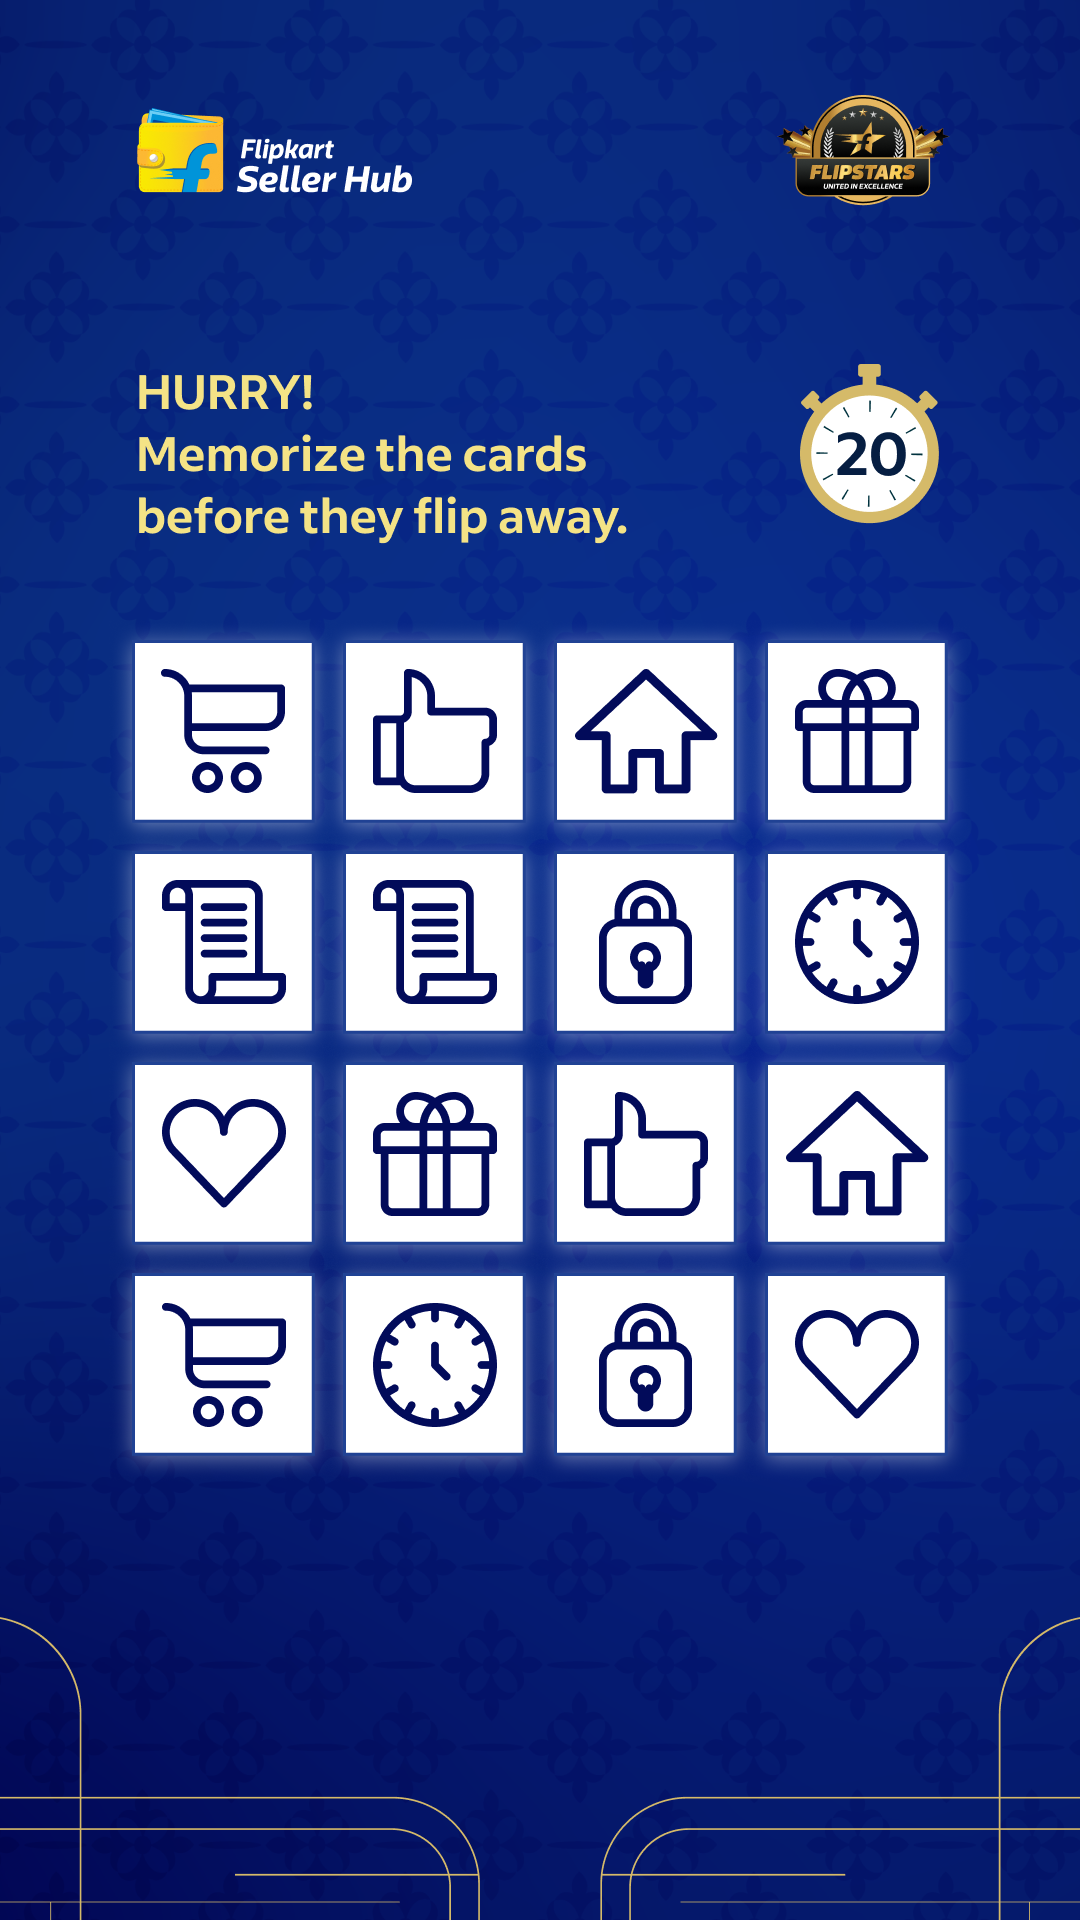 Flipkart
Seller Hub
FLIPSTARS
UNITED IN EXCELLENCE
HURRY!
Memorize the cards
before they flip away.
20